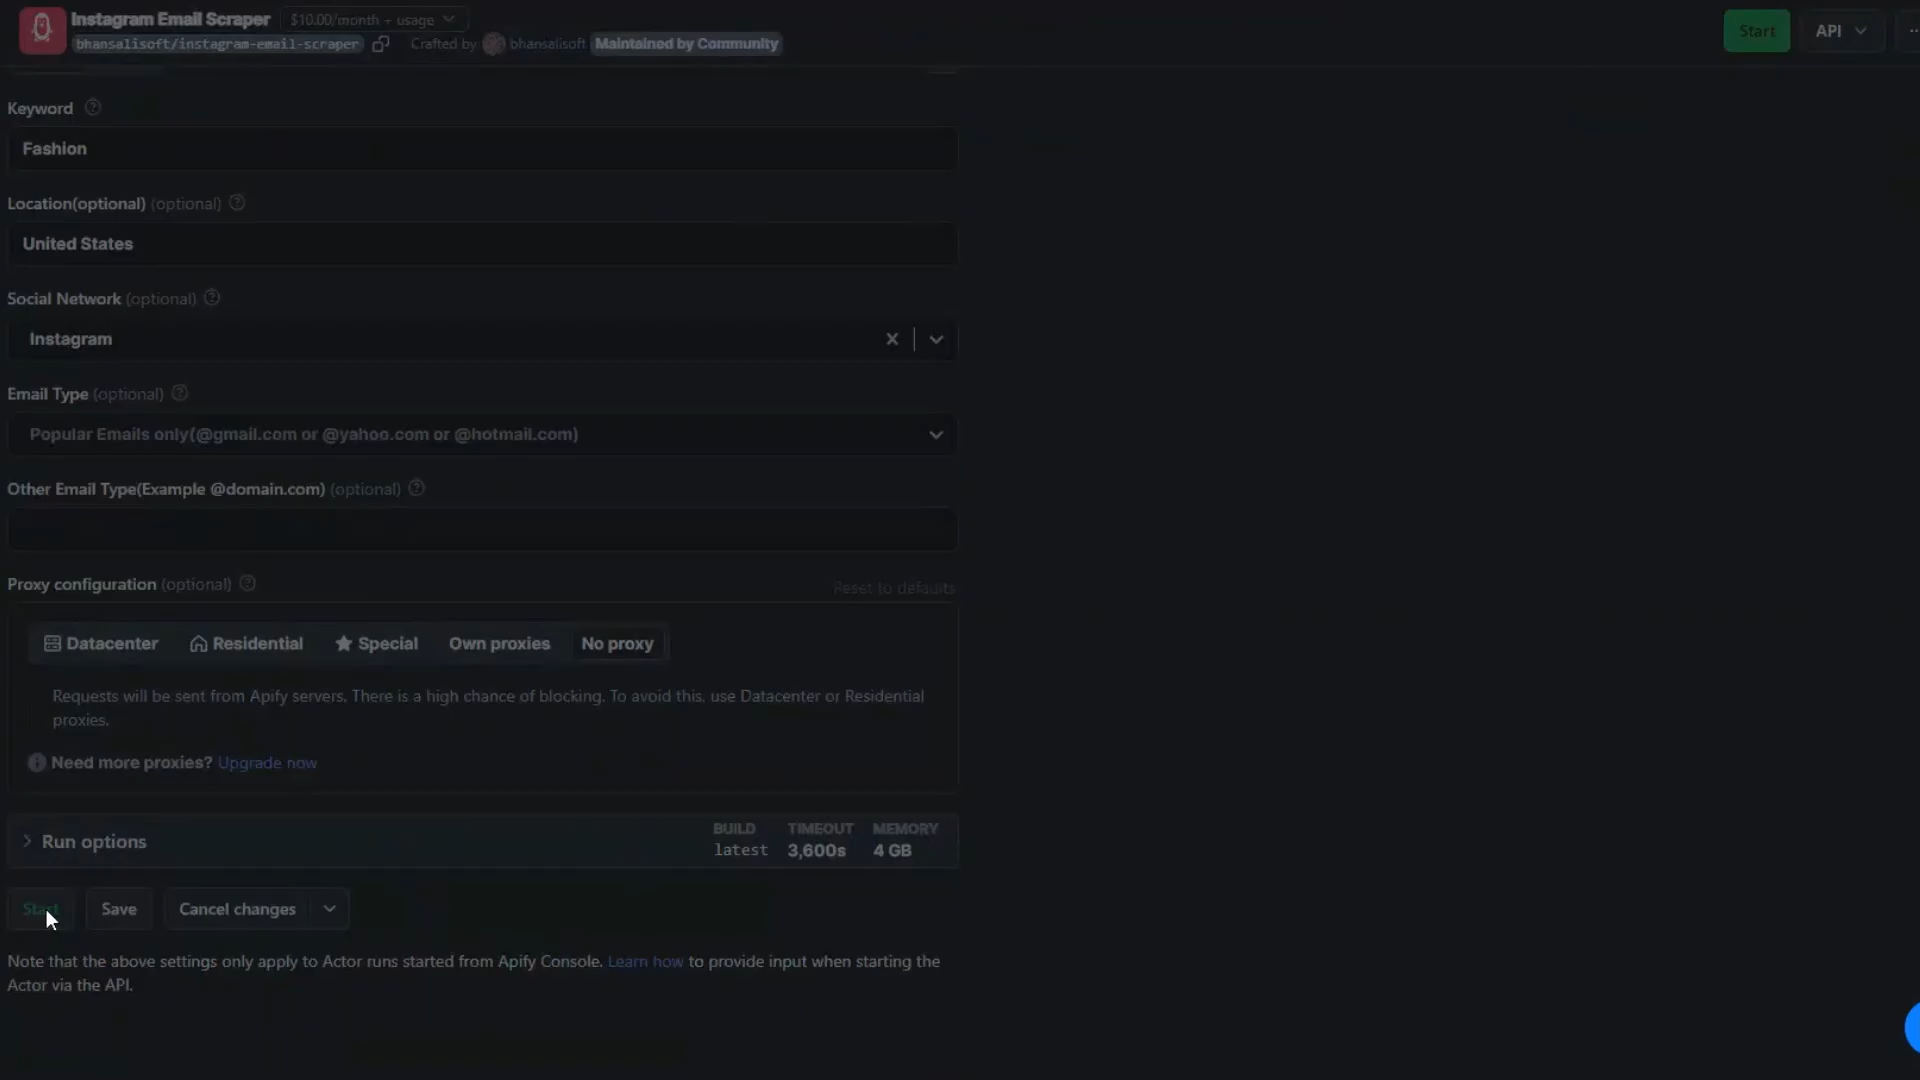 Instagram Email Scraper
$10.00/month + usage
bhansalisoft/instagram-email-scraper
Crafted by bhansalisoft Maintained by Community
Start
API
Keyword
Fashion
Location(optional) (optional)
United States
Social Network (optional)
Instagram
Email Type (optional)
Popular Emails only(@gmail.com or @yahoo.com or @hotmail.com)
Other Email Type(Example @domain.com) (optional)
Proxy configuration (optional)
Reset to defaults
Datacenter Residential Special Own proxies No proxy
Requests will be sent from Apify servers. There is a high chance of blocking. To avoid this, use Datacenter or Residential
proxies.
Need more proxies? Upgrade now
Run options
BUILD TIMEOUT MEMORY
latest 3,600s 4 GB
Start Save Cancel changes
Note that the above settings only apply to Actor runs started from Apify Console. Learn how to provide input when starting the
Actor via the API.